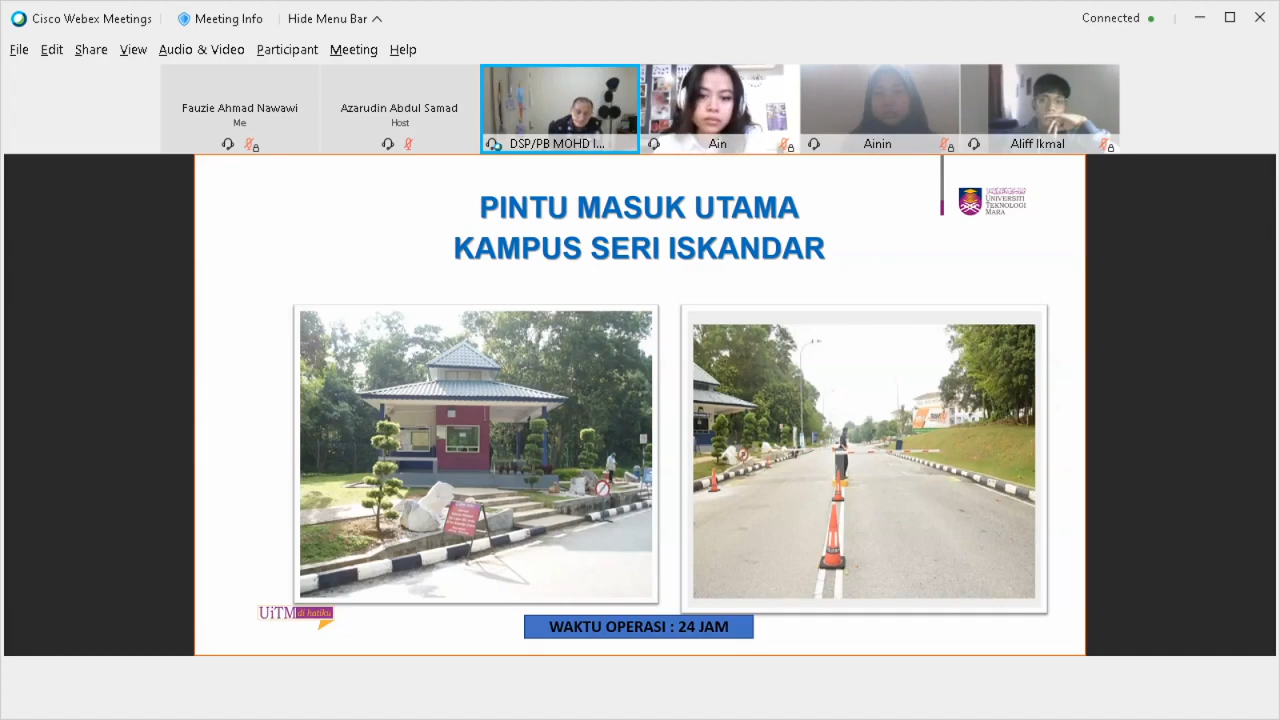 Cisco Webex Meetings
Meeting Info
Hide Menu Bar
Connected
File Edit Share View Audio & Video Participant Meeting Help
Fauzie Ahmad Nawawi
Me
Azarudin Abdul Samad
Host
DSP/PB MOHD I...
Ain
Ainin
Aliff Ikmal
PINTU MASUK UTAMA
KAMPUS SERI ISKANDAR
UNIVERSITI
TEKNOLOGI
MARA
UiTM di hatiku
WAKTU OPERASI : 24 JAM